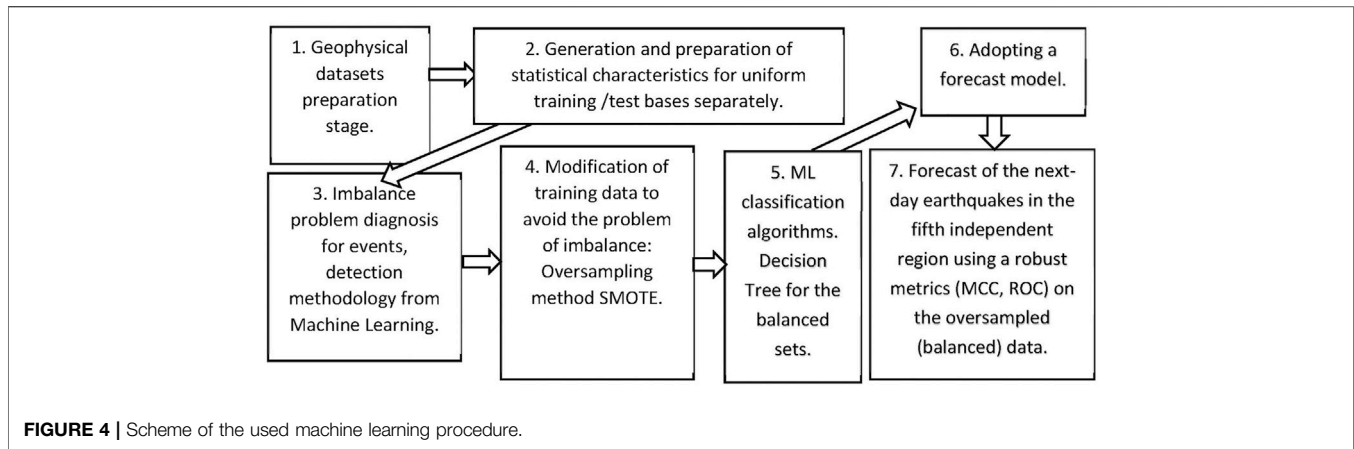 1. Geophysical
datasets
preparation
stage.
2. Generation and preparation of
statistical characteristics for uniform
training /test bases separately.
3. Imbalance
problem diagnosis
for events,
detection
methodology from
Machine Learning.
4. Modification of
training data to
avoid the problem
of imbalance:
Oversampling
method SMOTE.
5. ML
classification
algorithms.
Decision
Tree for the
balanced
sets.
6. Adopting a
forecast model.
7. Forecast of the next-
day earthquakes in the
fifth independent
region using a robust
metrics (MCC, ROC) on
the oversampled
(balanced) data.
FIGURE 4 | Scheme of the used machine learning procedure.